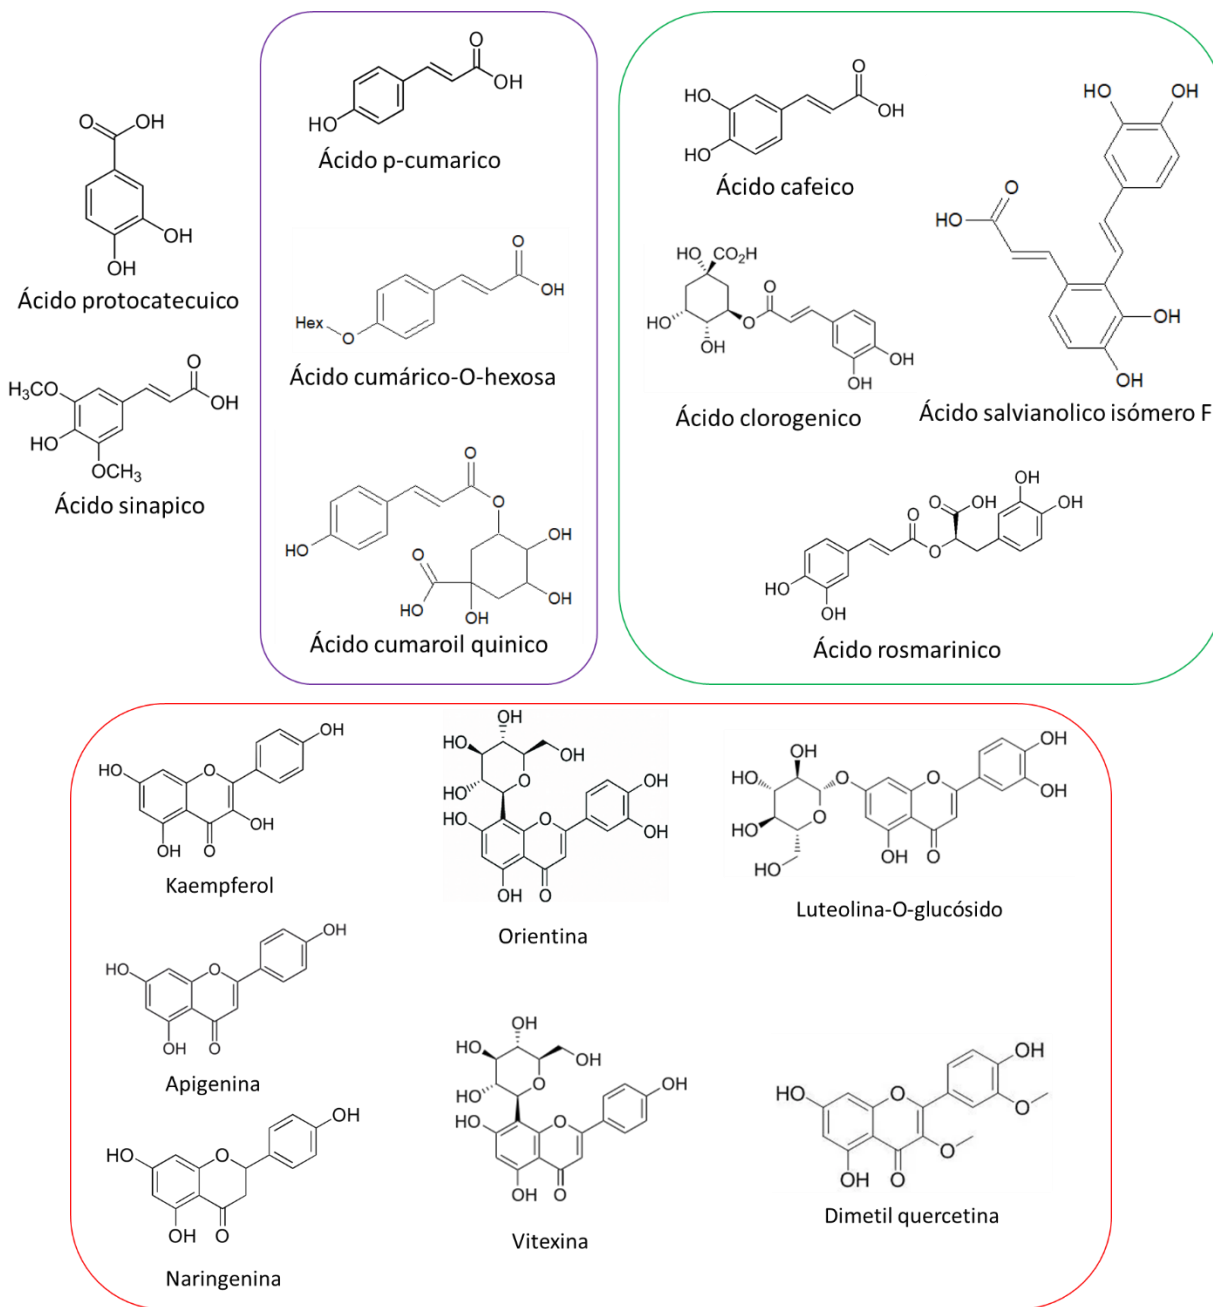 O
OH
HO
Ácido p-cumarico
O
OH
OH
OH
Ácido protocatecuico
O
OH
Hex
O
Ácido cumárico-O-hexosa
H₃CO
O
OH
HO
OCH₃
Ácido sinapico
O
O
HO
OH
O
OH
HO
OH
Ácido cumaroil quinico
HO
O
OH
HO
Ácido cafeico
HO
OH
O
HO
OH
OH
Ácido salvianolico isómero F
HO
CO₂H
O
HO
O
OH
OH
OH
Ácido clorogenico
HO
O
OH
OH
O
O
HO
OH
Ácido rosmarinico
OH
HO
O
OH
OH
O
Kaempferol
OH
HO
OH
HO
O
OH
HO
O
OH
OH
O
Orientina
OH
HO
O
O
OH
HO
OH
HO
O
HO
OH
O
Luteolina-O-glucósido
OH
HO
O
OH
O
Apigenina
OH
HO
OH
HO
O
OH
HO
O
OH
O
Vitexina
OH
HO
O
O
O
OH
O
Dimetil quercetina
OH
HO
O
OH
O
Naringenina